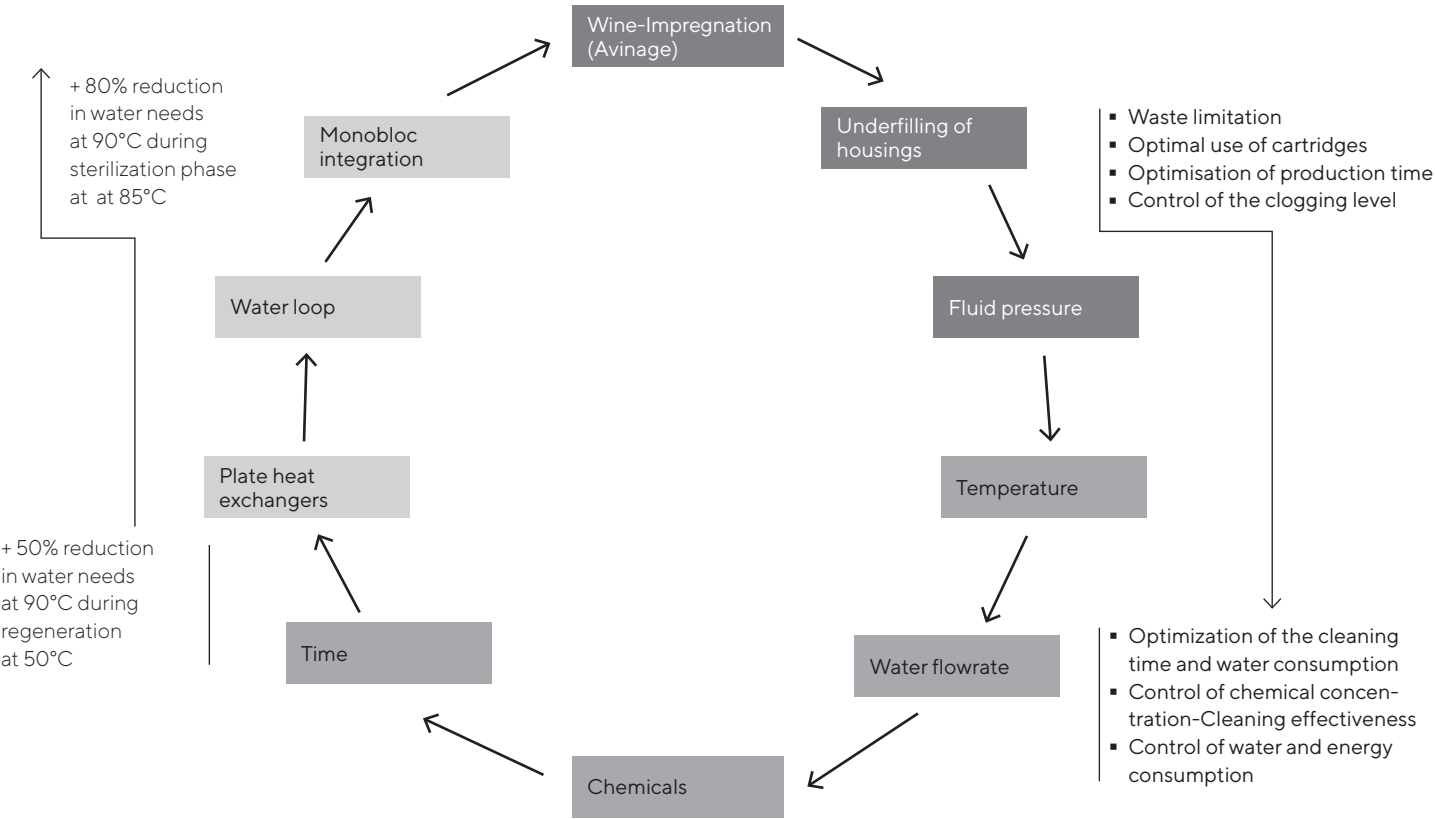 Wine-Impregnation
(Avinage)
Underfilling of
housings
▪ Waste limitation
▪ Optimal use of cartridges
▪ Optimisation of production time
▪ Control of the clogging level
Fluid pressure
Temperature
Water flowrate
▪ Optimization of the cleaning
time and water consumption
▪ Control of chemical concen-
tration-Cleaning effectiveness
▪ Control of water and energy
consumption
Chemicals
Time
+ 50% reduction
in water needs
at 90°C during
regeneration
at 50°C
Plate heat
exchangers
Water loop
Monobloc
integration
+ 80% reduction
in water needs
at 90°C during
sterilization phase
at at 85°C